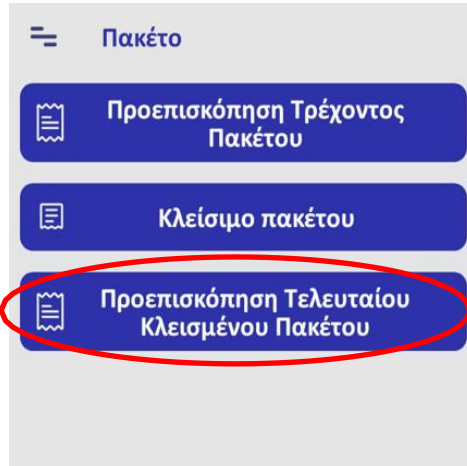 Πακέτο
Προεπισκόπηση Τρέχοντος
Πακέτου
Κλείσιμο πακέτου
Προεπισκόπηση Τελευταίου
Κλεισμένου Πακέτου